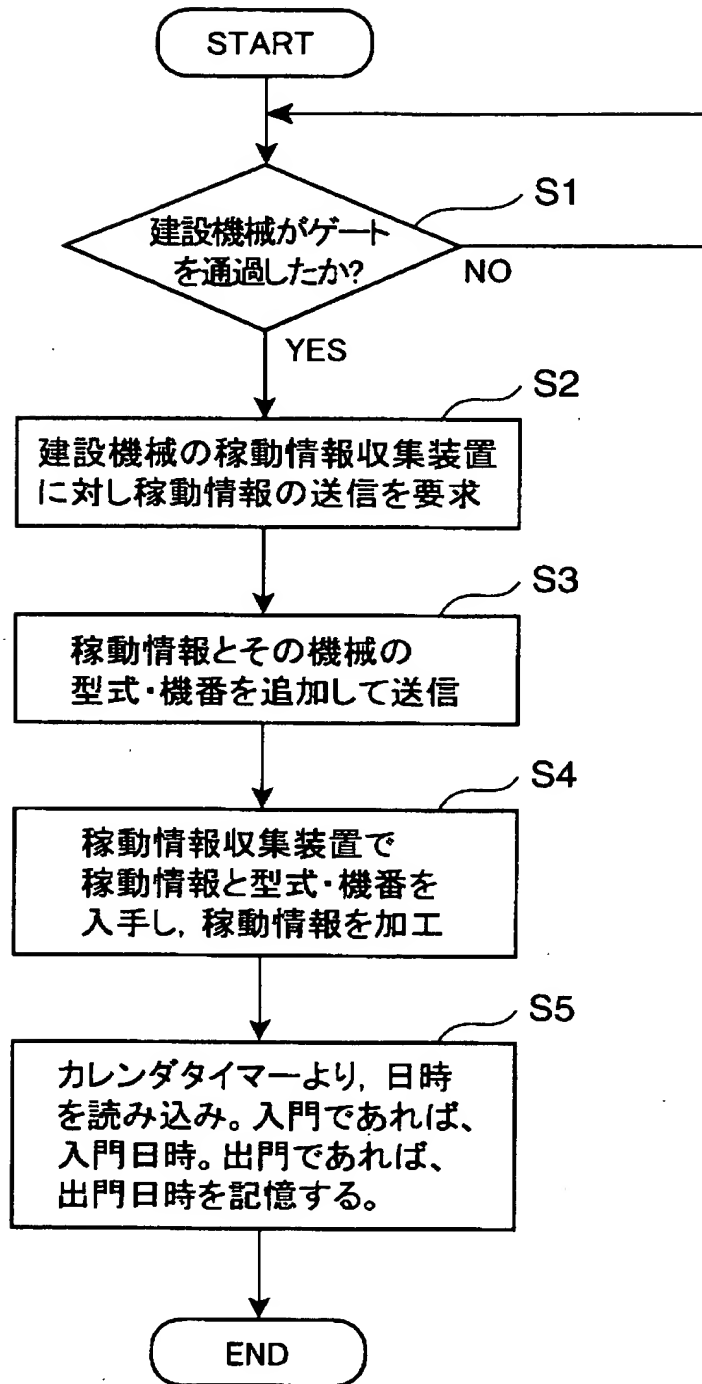 START
S1
建設機械がゲート
を通過したか?
NO
YES
S2
建設機械の稼動情報収集装置
に対し稼動情報の送信を要求
S3
稼動情報とその機械の
型式・機番を追加して送信
S4
稼動情報収集装置で
稼動情報と型式・機番を
入手し, 稼動情報を加工
S5
カレンダタイマーより, 日時
を読み込み。入門であれば、
入門日時。出門であれば、
出門日時を記憶する。
END